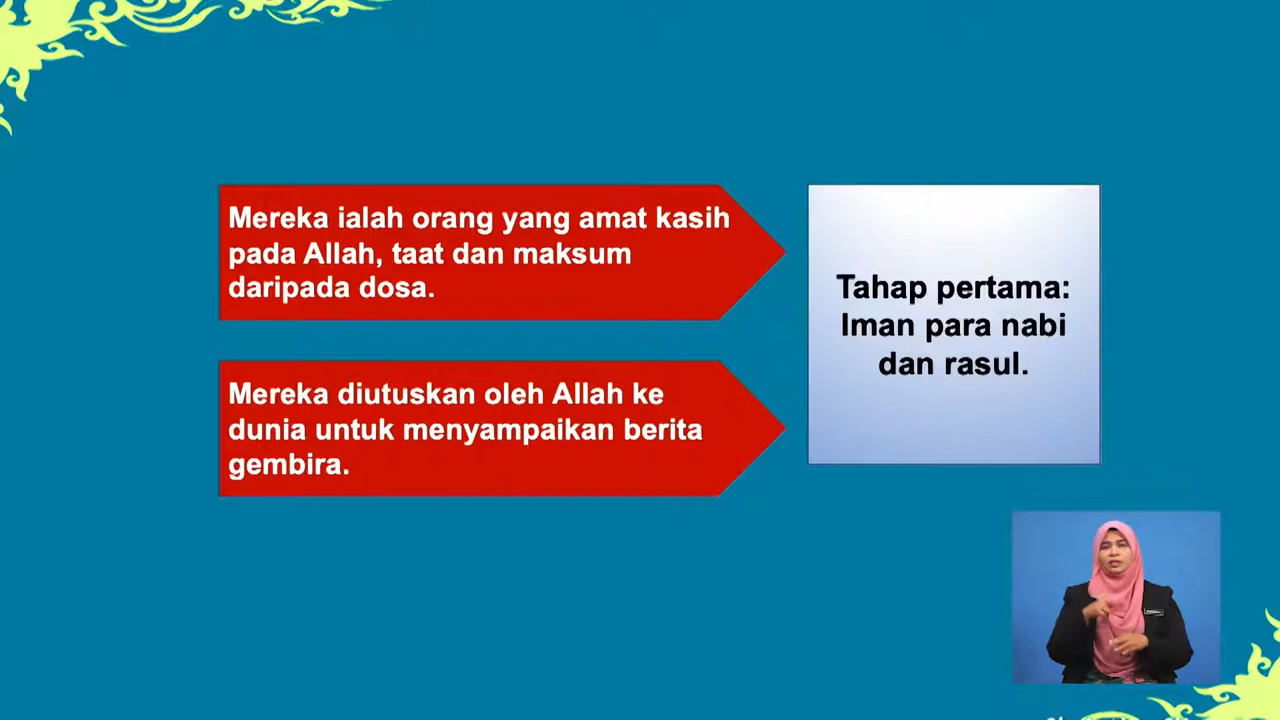 Mereka ialah orang yang amat kasih
pada Allah, taat dan maksum
daripada dosa.
Mereka diutuskan oleh Allah ke
dunia untuk menyampaikan berita
gembira.
Tahap pertama:
Iman para nabi
dan rasul.